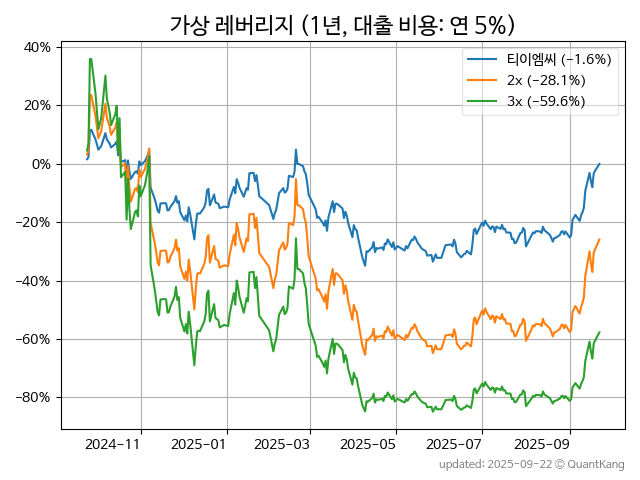 가상 레버리지 (1년, 대출 비용: 연 5%)
티이엠씨 (−1.6%)
2x (−28.1%)
3x (−59.6%)
40%
20%
0%
−20%
−40%
−60%
−80%
2024-11
2025-01
2025-03
2025-05
2025-07
2025-09
updated: 2025-09-22 © QuantKang